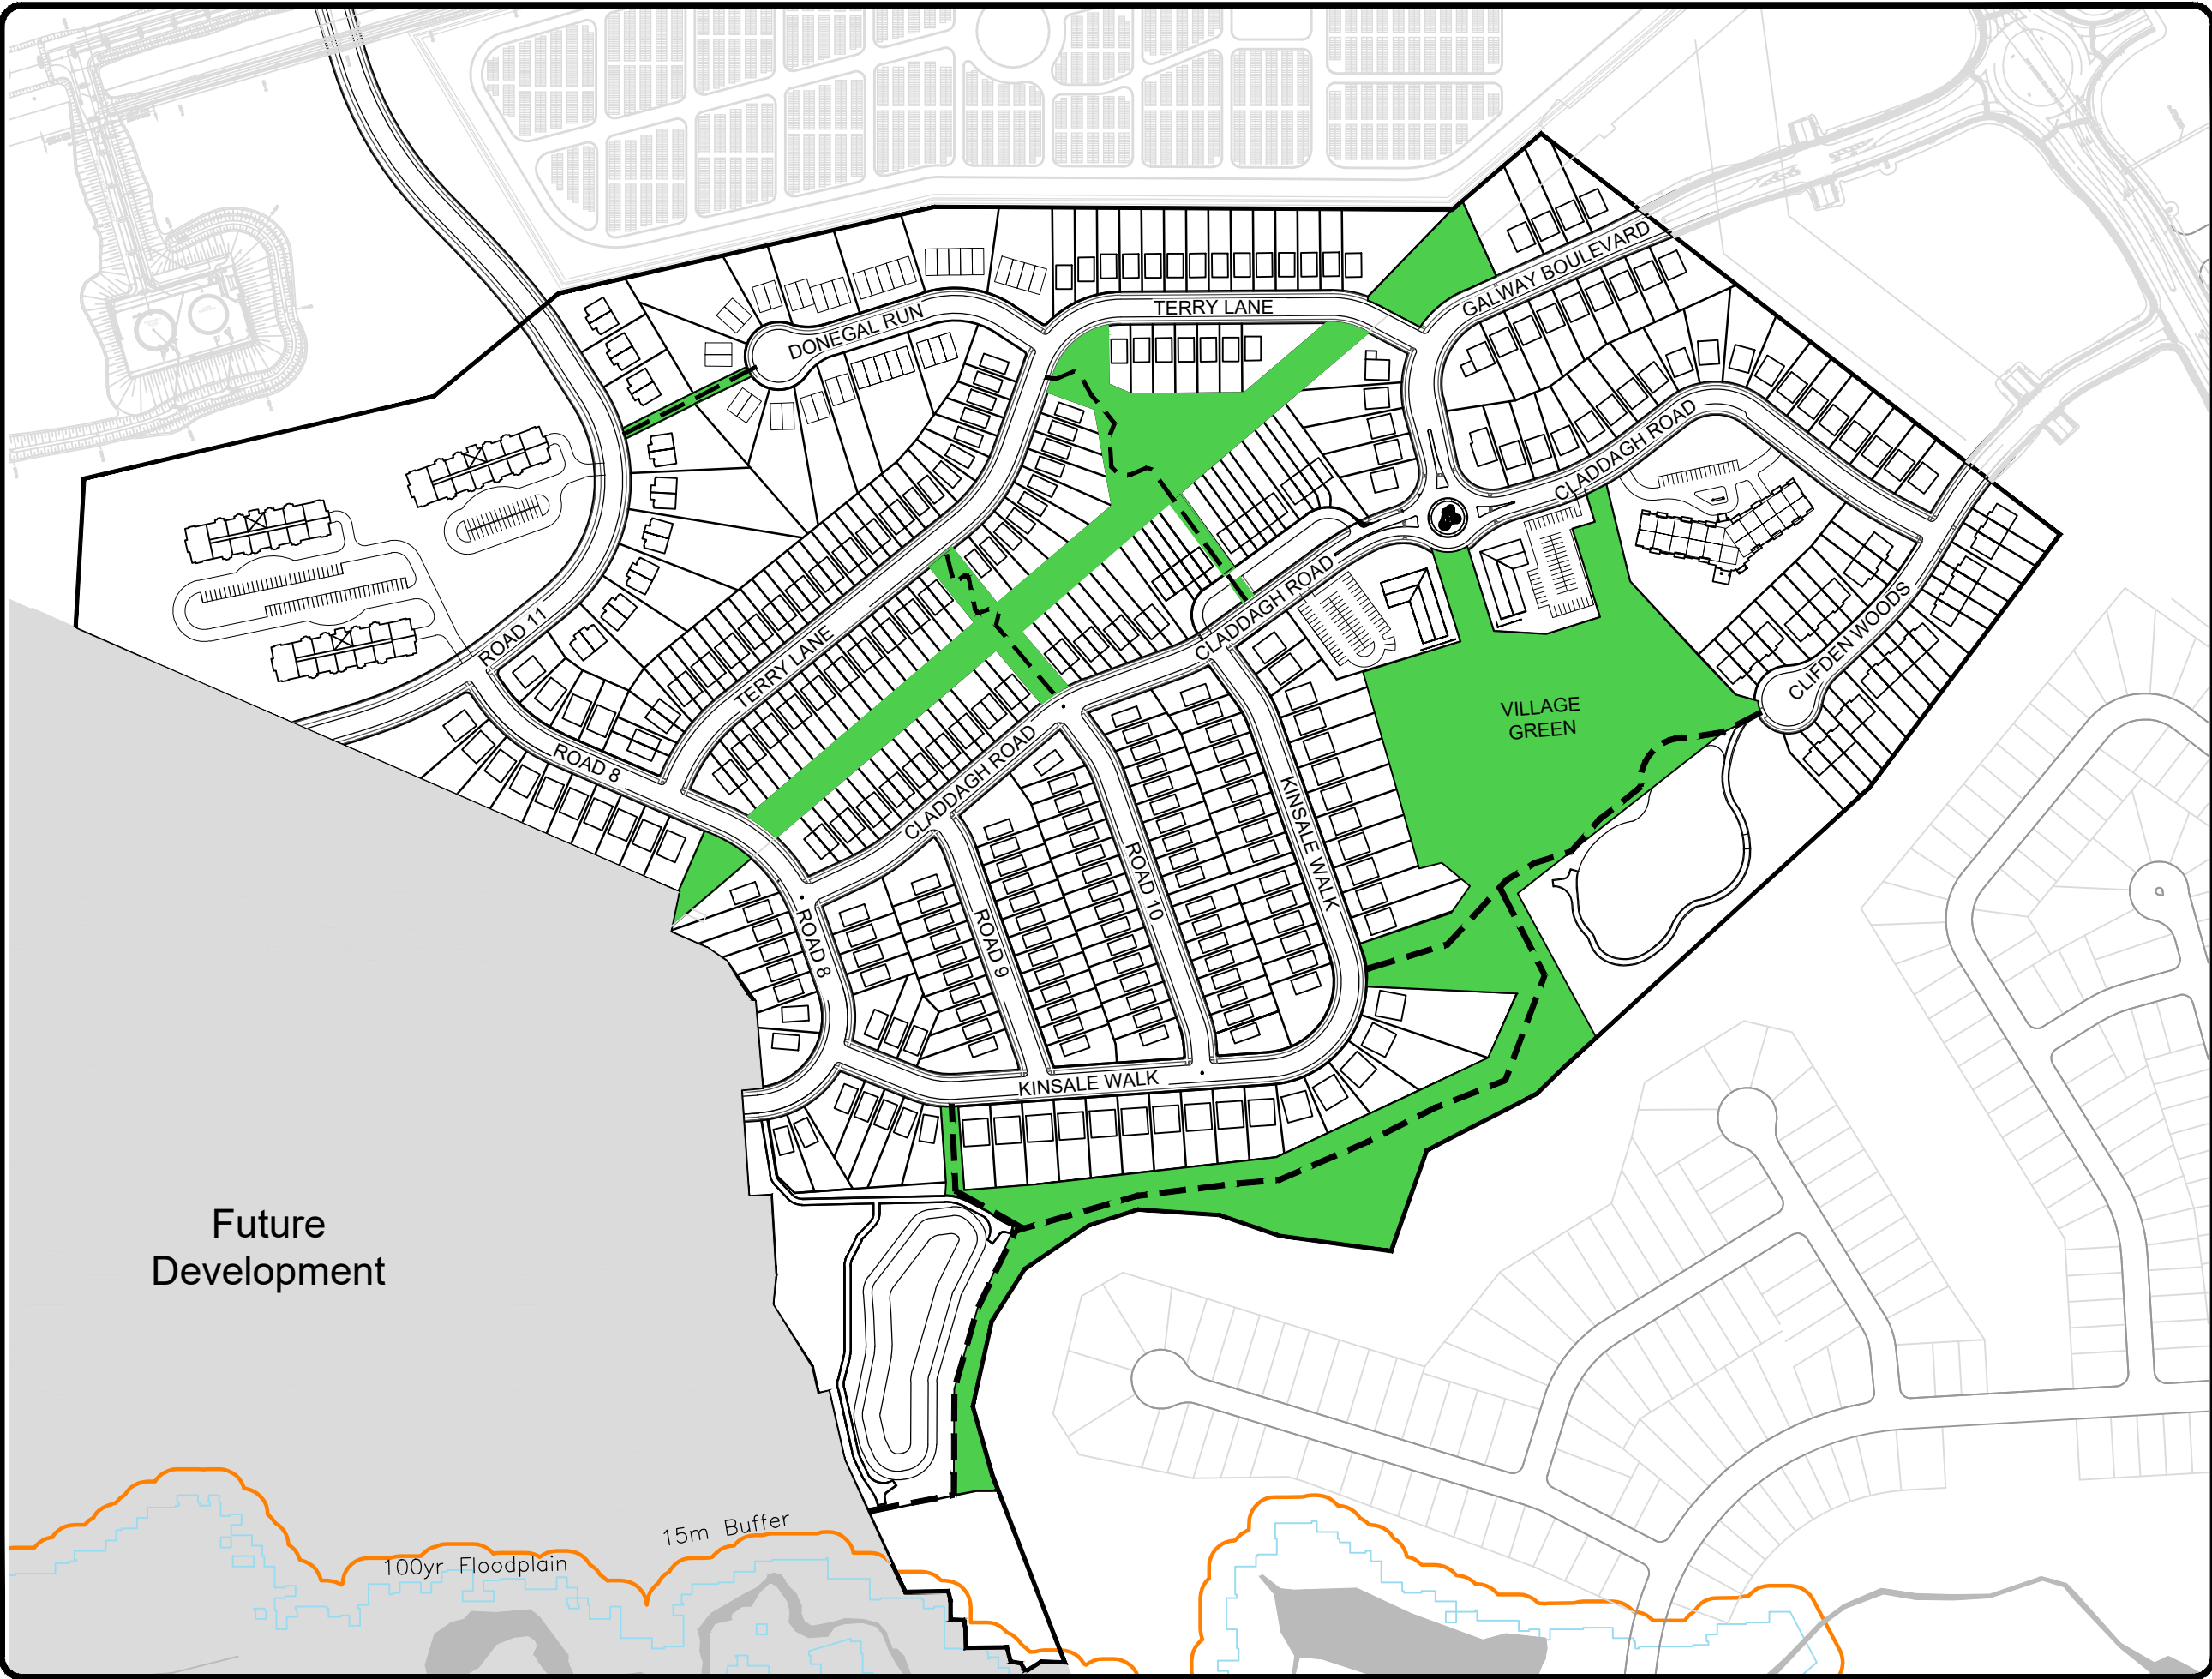 GALWAY BOULEVARD
TERRY LANE
DONEGAL RUN
CLADDAGH ROAD
CLADDAGH ROAD
CLIFDEN WOODS
ROAD 11
TERRY LANE
VILLAGE
GREEN
ROAD 8
CLADDAGH ROAD
KINSALE WALK
ROAD 10
ROAD 8
ROAD 9
KINSALE WALK
Future
Development
15m Buffer
100yr Floodplain